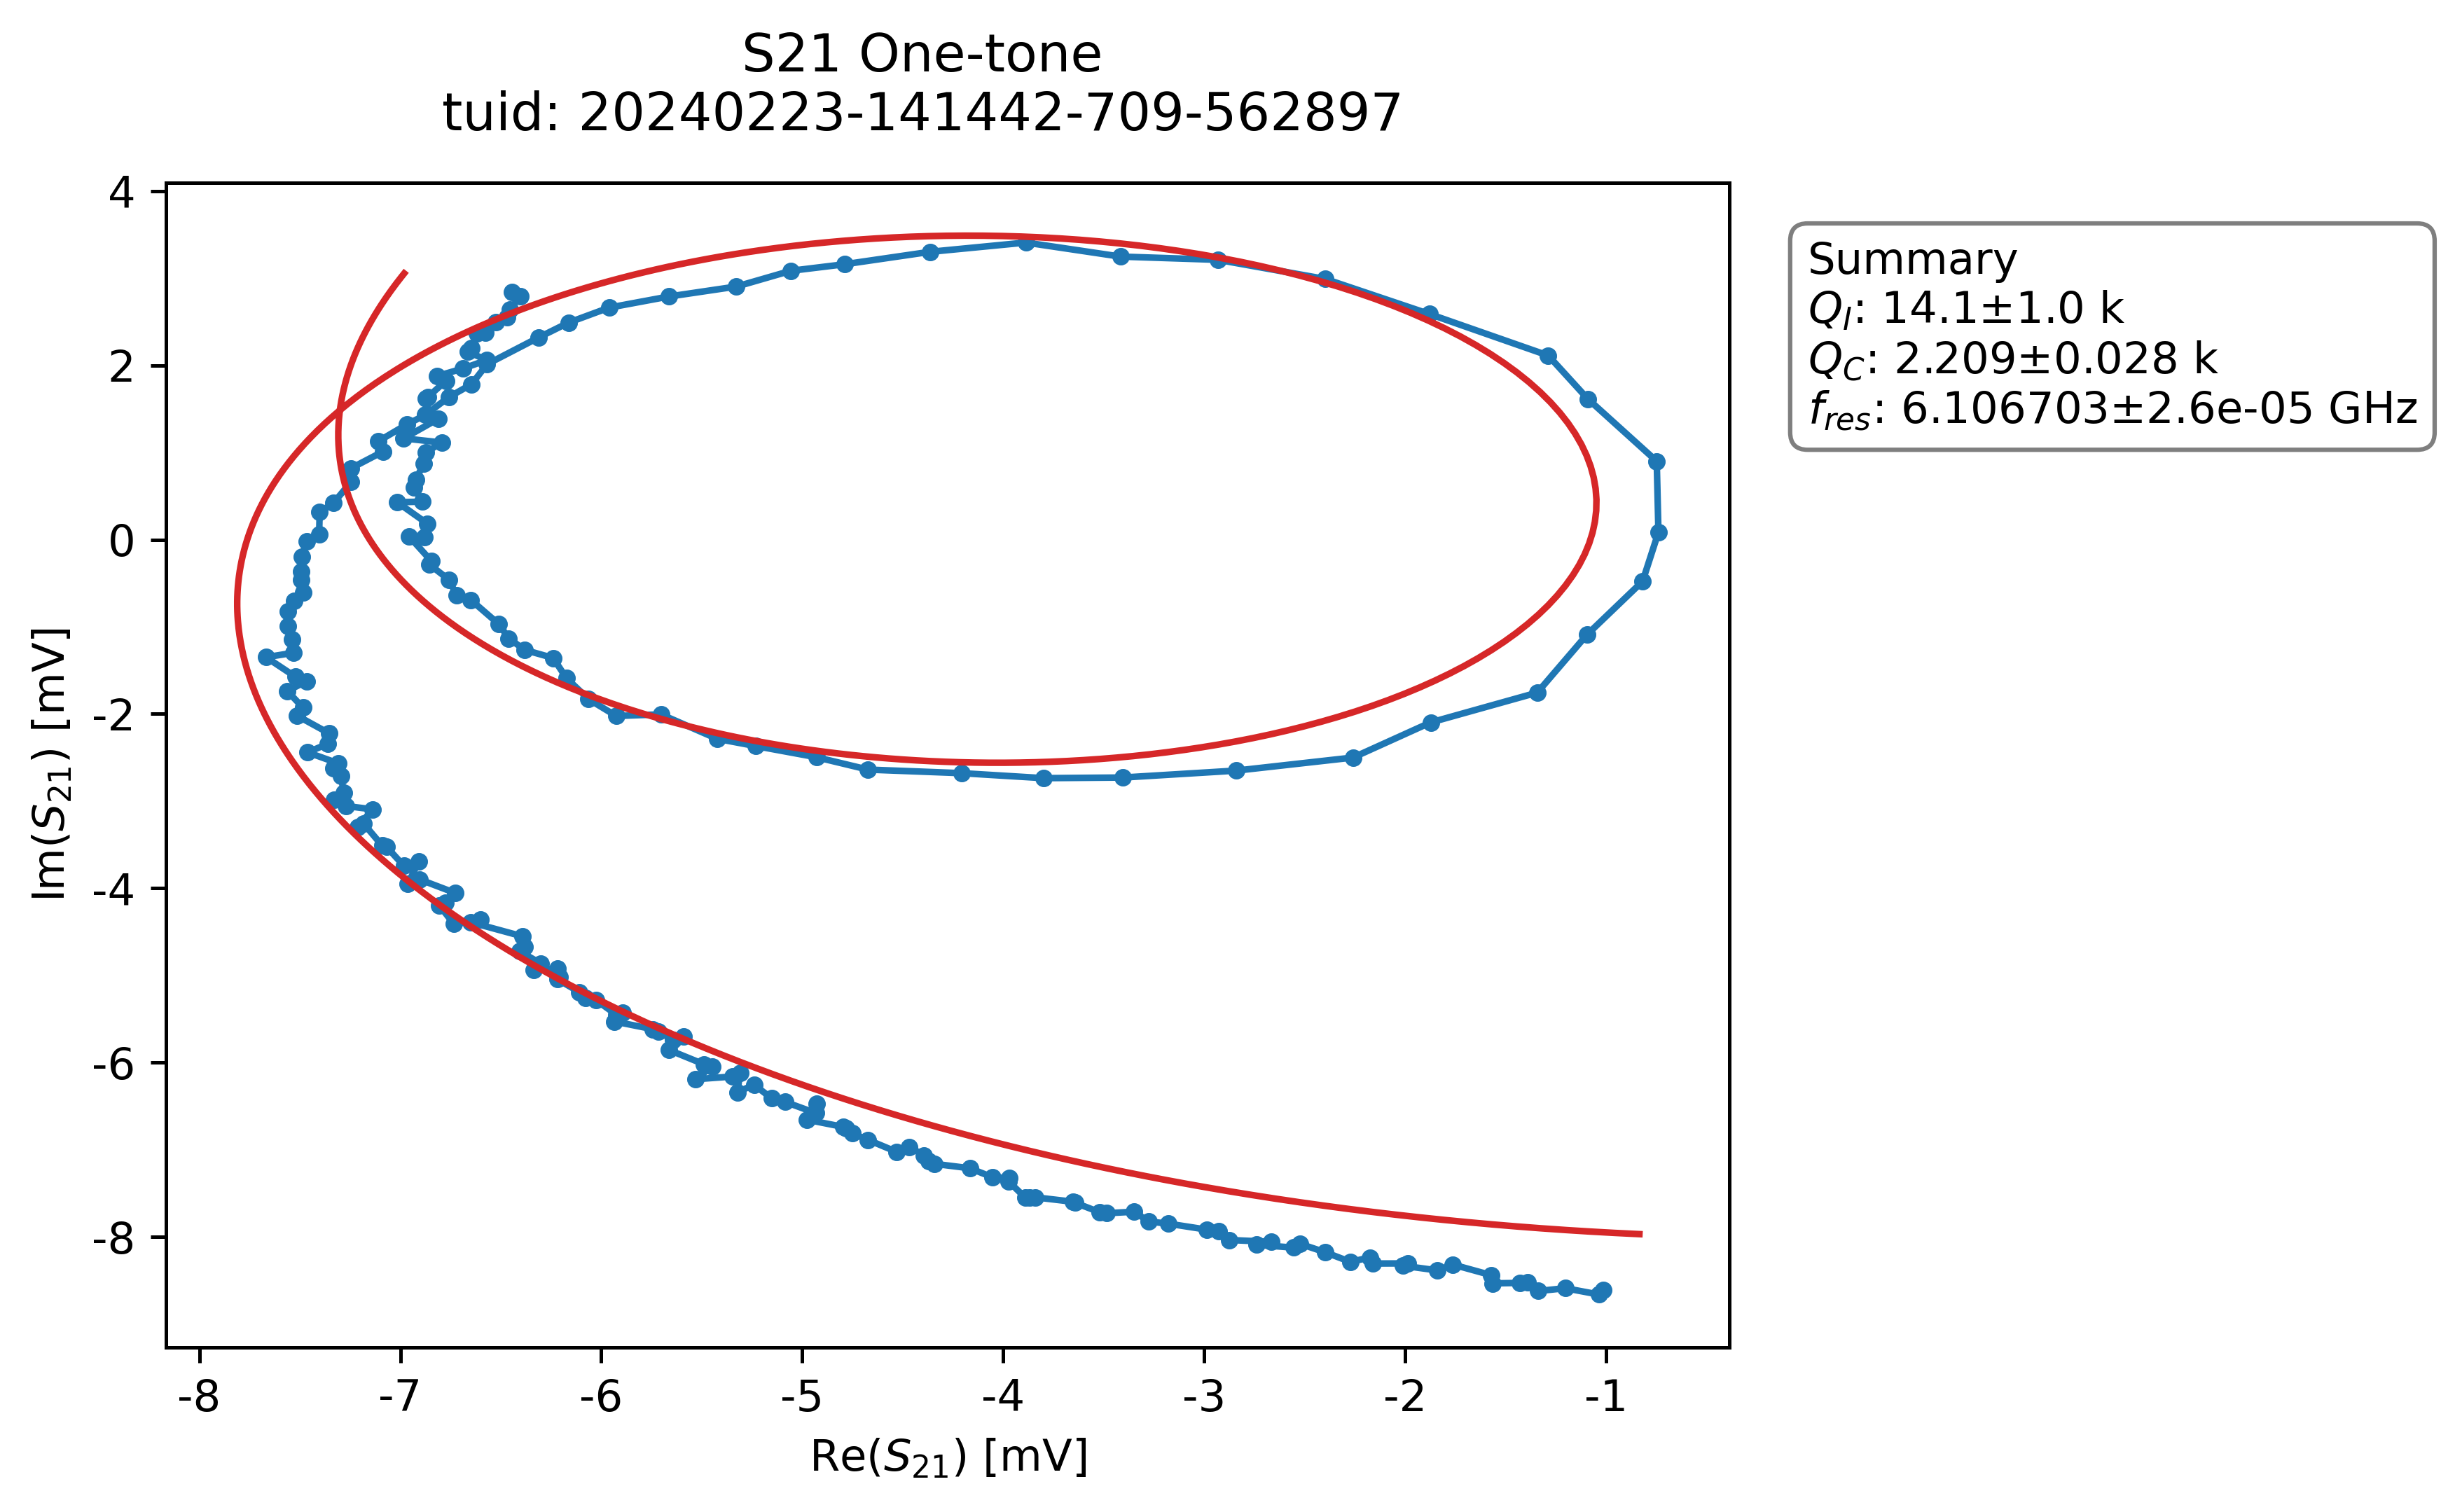 S21 One-tone
tuid: 20240223-141442-709-562897
4
2
0
-2
-4
-6
-8
Im(S21) [mV]
-8 -7 -6 -5 -4 -3 -2 -1
Re(S21) [mV]
Summary
Ql: 14.1±1.0 k
QC: 2.209±0.028 k
fres: 6.106703±2.6e-05 GHz